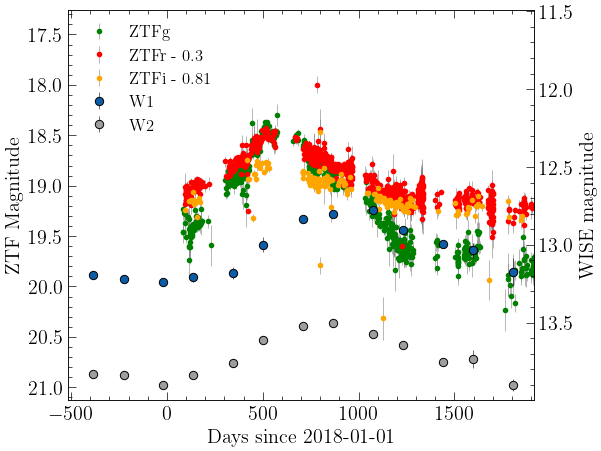 ZTFg
ZTFr - 0.3
ZTFi - 0.81
W1
W2
ZTF Magnitude
17.5
18.0
18.5
19.0
19.5
20.0
20.5
21.0
WISE magnitude
11.5
12.0
12.5
13.0
13.5
−500
0
500
1000
1500
Days since 2018-01-01